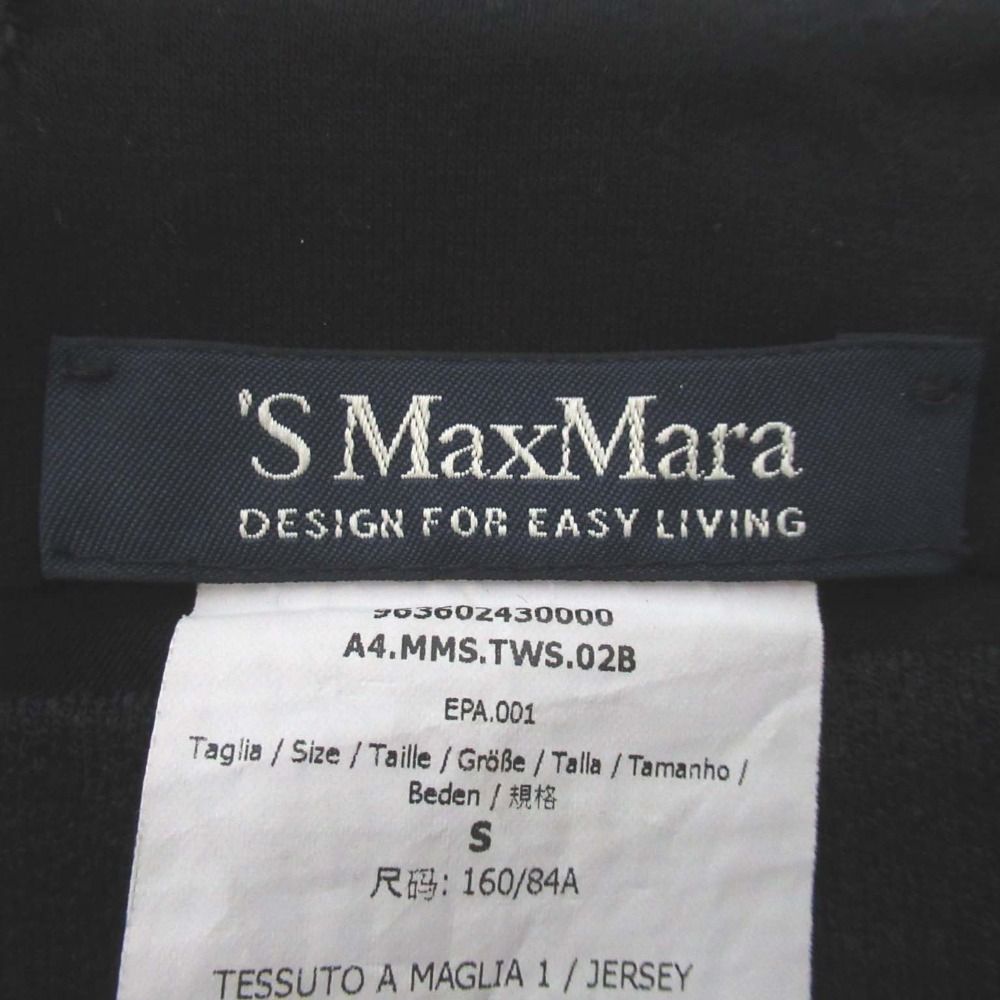 'S MaxMara
DESIGN FOR EASY LIVING
963602430000
A4.MMS.TWS.02B
EPA.001
Taglia / Size / Taille / Größe / Talla / Tamanho /
Beden / 規格
S
尺码: 160/84A
TESSUTO A MAGLIA 1 / JERSEY